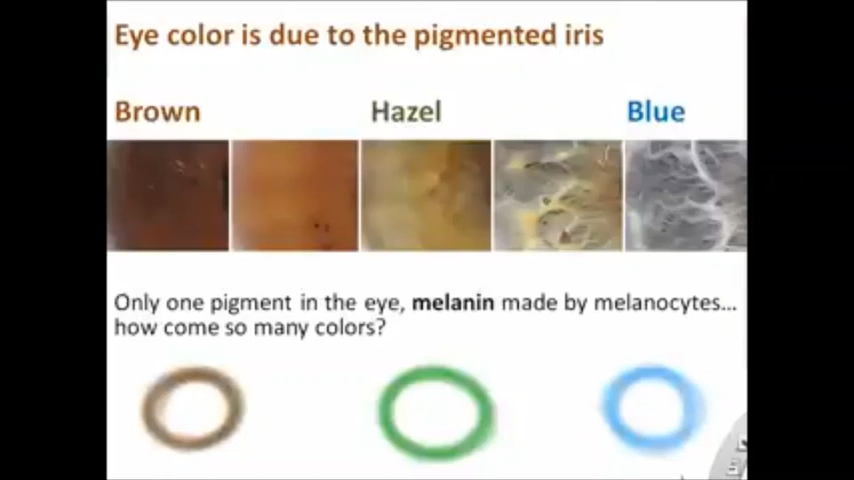 Eye color is due to the pigmented iris
Brown Hazel Blue
Only one pigment in the eye, melanin made by melanocytes...
how come so many colors?